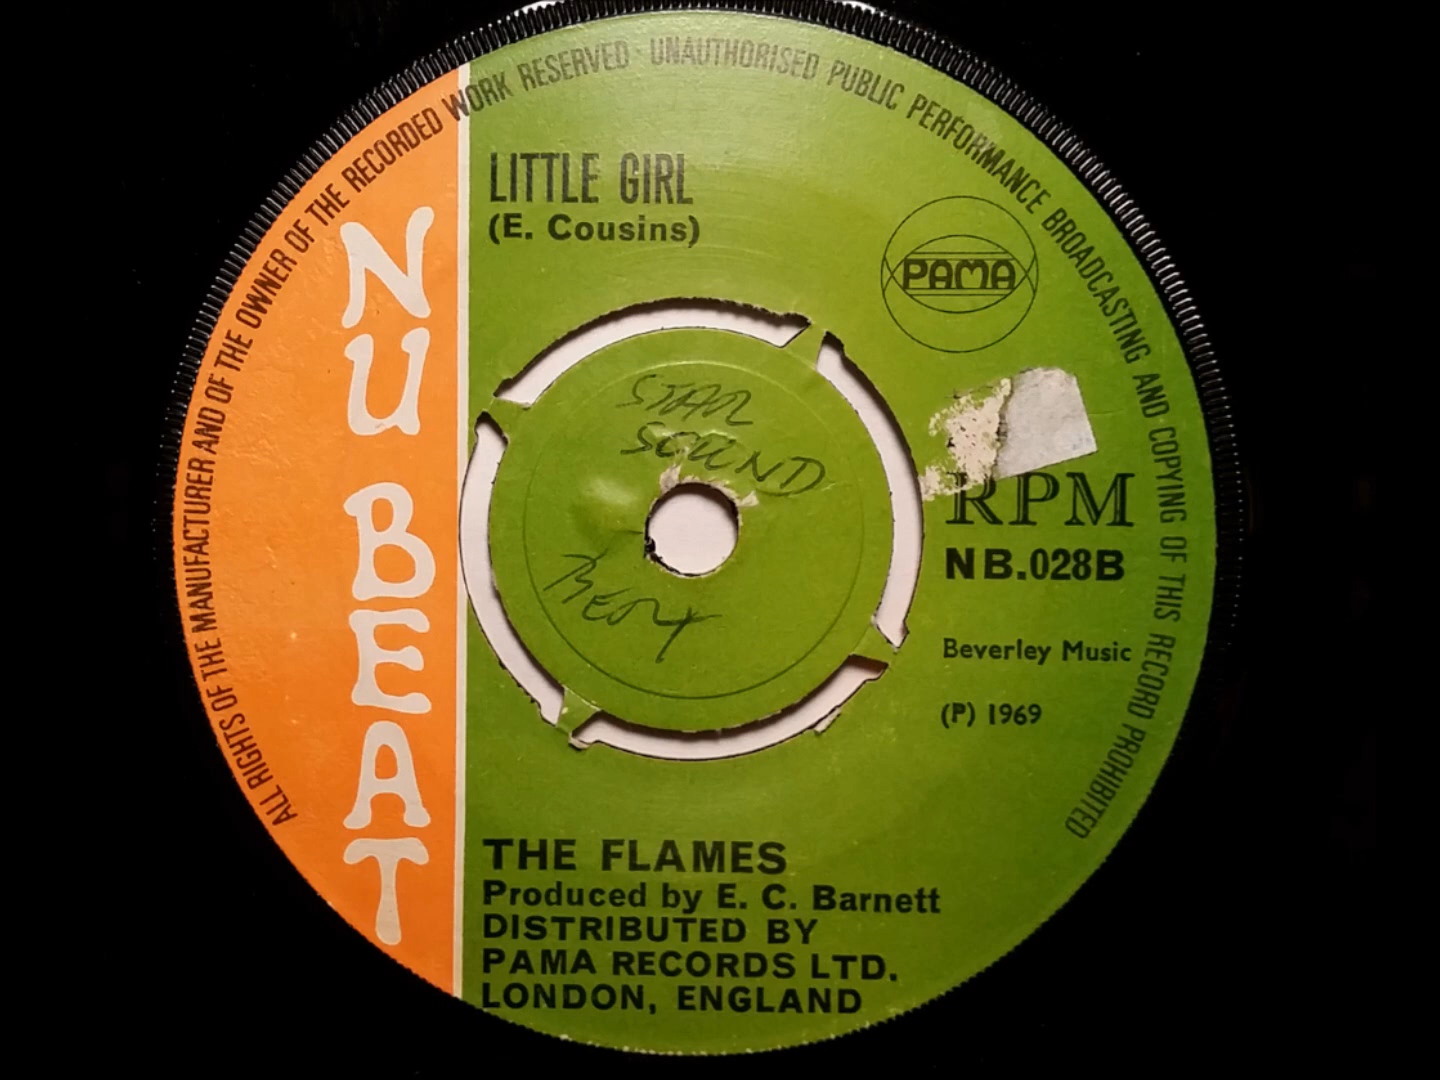 ALL RIGHTS OF THE MANUFACTURER AND OF THE OWNER OF THE RECORDED WORK RESERVED · UNAUTHORISED PUBLIC PERFORMANCE BROADCASTING AND COPYING OF THIS RECORD PROHIBITED
NU BEAT
LITTLE GIRL
(E. Cousins)
PAMA
STAR
SOUND
RPM
NB.028B
Beverley Music
(P) 1969
THE FLAMES
Produced by E. C. Barnett
DISTRIBUTED BY
PAMA RECORDS LTD.
LONDON, ENGLAND